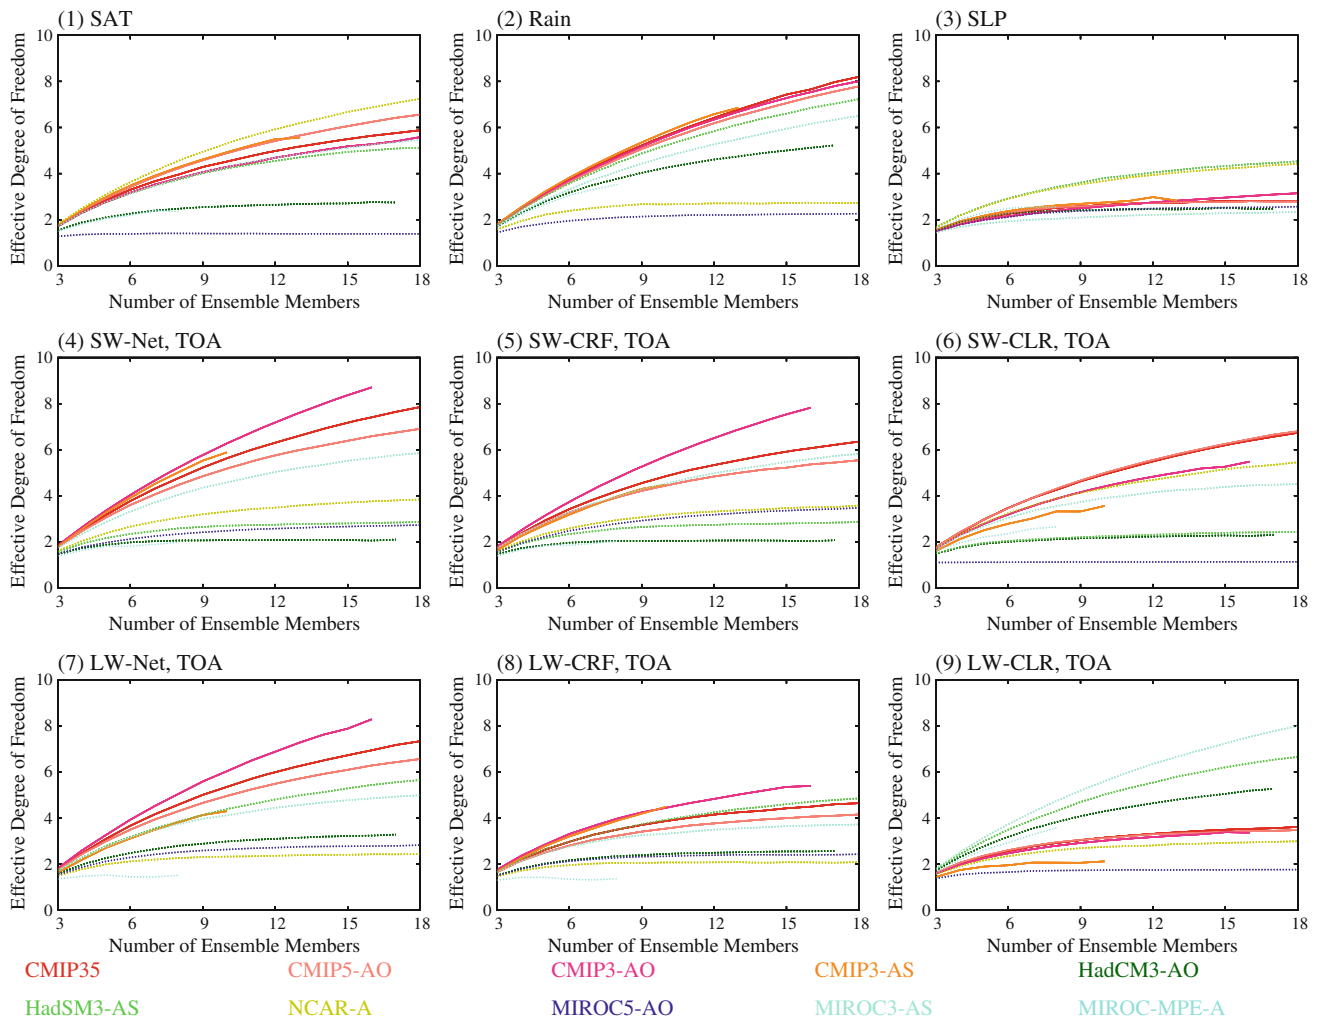 (1) SAT
(2) Rain
(3) SLP
Effective Degree of Freedom
10
8
6
4
2
0
3 6 9 12 15 18
Number of Ensemble Members
Effective Degree of Freedom
10
8
6
4
2
0
3 6 9 12 15 18
Number of Ensemble Members
Effective Degree of Freedom
10
8
6
4
2
0
3 6 9 12 15 18
Number of Ensemble Members
(4) SW-Net, TOA
(5) SW-CRF, TOA
(6) SW-CLR, TOA
Effective Degree of Freedom
10
8
6
4
2
0
3 6 9 12 15 18
Number of Ensemble Members
Effective Degree of Freedom
10
8
6
4
2
0
3 6 9 12 15 18
Number of Ensemble Members
Effective Degree of Freedom
10
8
6
4
2
0
3 6 9 12 15 18
Number of Ensemble Members
(7) LW-Net, TOA
(8) LW-CRF, TOA
(9) LW-CLR, TOA
Effective Degree of Freedom
10
8
6
4
2
0
3 6 9 12 15 18
Number of Ensemble Members
Effective Degree of Freedom
10
8
6
4
2
0
3 6 9 12 15 18
Number of Ensemble Members
Effective Degree of Freedom
10
8
6
4
2
0
3 6 9 12 15 18
Number of Ensemble Members
CMIP35 CMIP5-AO CMIP3-AO CMIP3-AS HadCM3-AO
HadSM3-AS NCAR-A MIROC5-AO MIROC3-AS MIROC-MPE-A